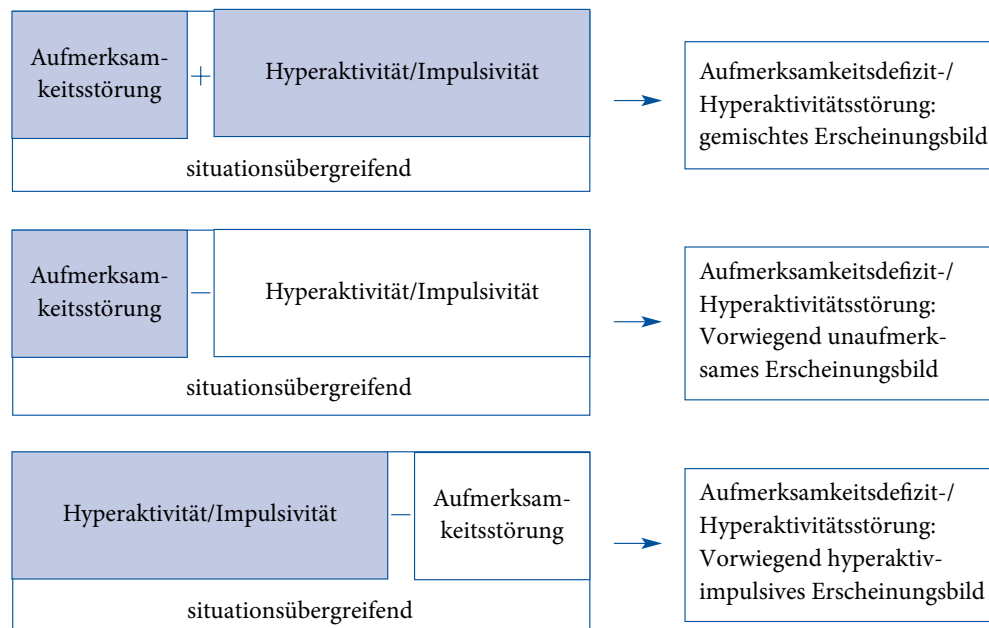 Aufmerksam-
keitsstörung
+
Hyperaktivität/Impulsivität
situationsübergreifend
Aufmerksamkeitsdefizit-/
Hyperaktivitätsstörung:
gemischtes Erscheinungsbild
Aufmerksam-
keitsstörung
–
Hyperaktivität/Impulsivität
situationsübergreifend
Aufmerksamkeitsdefizit-/
Hyperaktivitätsstörung:
Vorwiegend unaufmerk-
sames Erscheinungsbild
Hyperaktivität/Impulsivität
–
Aufmerksam-
keitsstörung
situationsübergreifend
Aufmerksamkeitsdefizit-/
Hyperaktivitätsstörung:
Vorwiegend hyperaktiv-
impulsives Erscheinungsbild